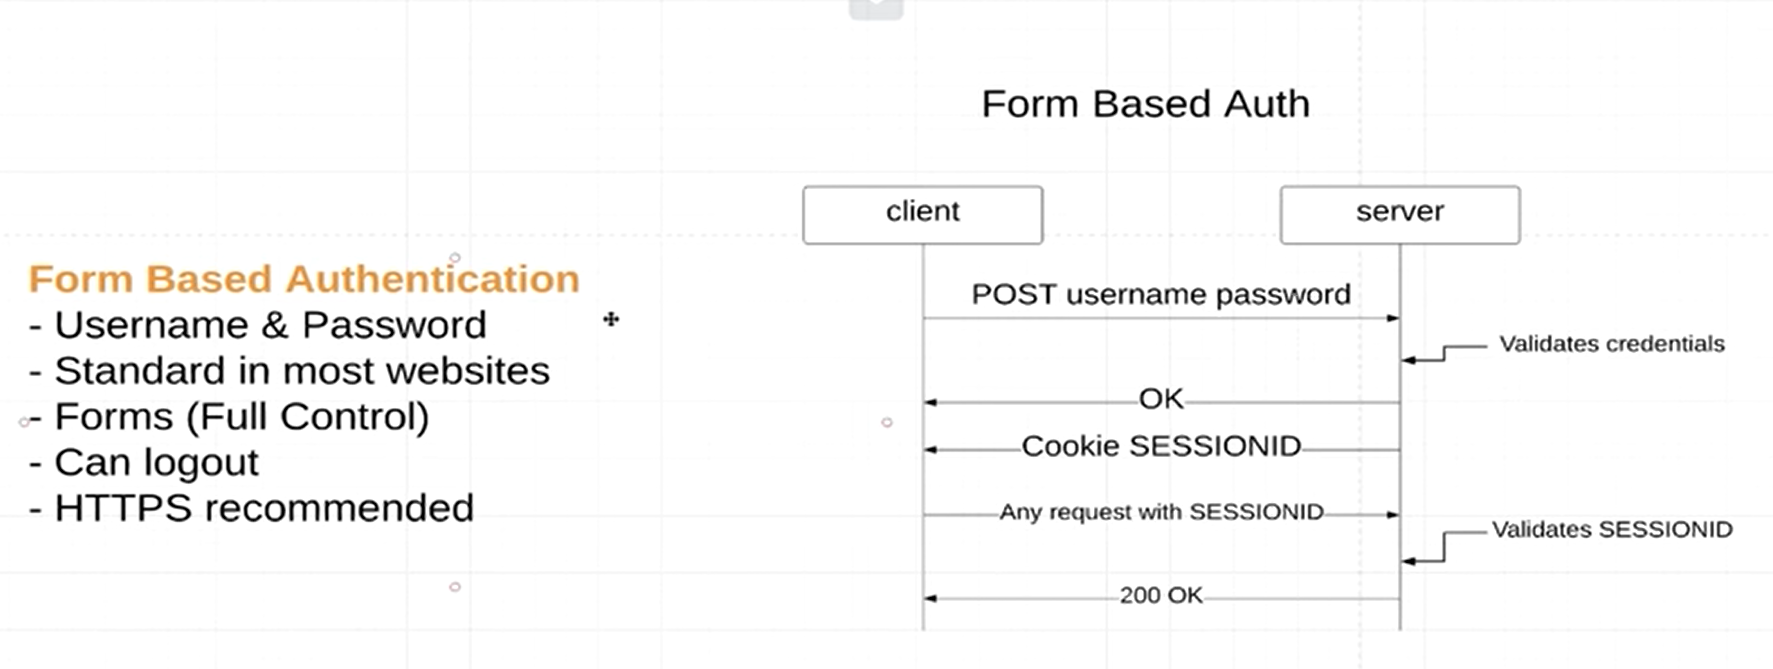 Form Based Auth
client
server
Form Based Authentication
- Username & Password
- Standard in most websites
- Forms (Full Control)
- Can logout
- HTTPS recommended
POST username password
Validates credentials
OK
Cookie SESSIONID
Any request with SESSIONID
Validates SESSIONID
200 OK